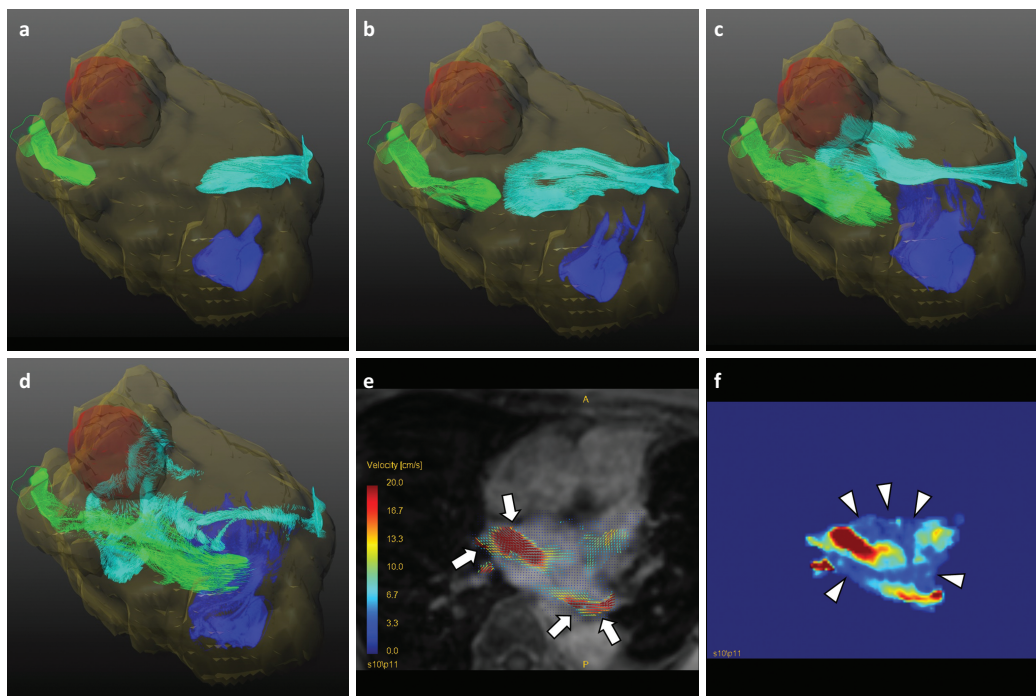 a
b
c
d
e
A
Velocity [cm/s]
20.0
16.7
13.3
10.0
6.7
3.3
0.0
P
s10\p11
f
s10\p11